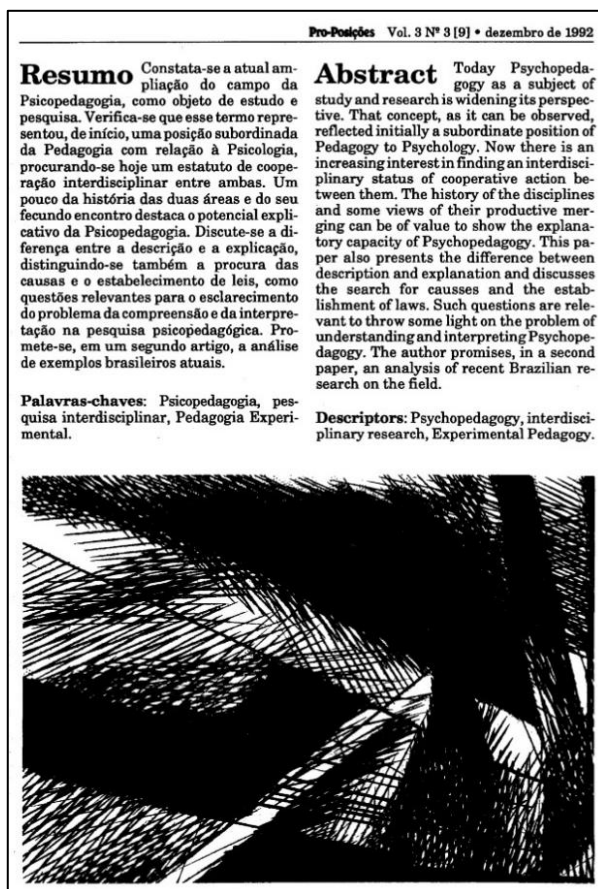 Pro-Posições Vol. 3 Nº 3 [9] • dezembro de 1992
Resumo Constata-se a atual am-
pliação do campo da
Psicopedagogia, como objeto de estudo e
pesquisa. Verifica-se que esse termo repre-
sentou, de início, uma posição subordinada
da Pedagogia com relação à Psicologia,
procurando-se hoje um estatuto de coope-
ração interdisciplinar entre ambas. Um
pouco da história das duas áreas e do seu
fecundo encontro destaca o potencial expli-
cativo da Psicopedagogia. Discute-se a di-
ferença entre a descrição e a explicação,
distinguindo-se também a procura das
causas e o estabelecimento de leis, como
questões relevantes para o esclarecimento
do problema da compreensão e da interpre-
tação na pesquisa psicopedagógica. Pro-
mete-se, em um segundo artigo, a análise
de exemplos brasileiros atuais.
Palavras-chaves: Psicopedagogia, pes-
quisa interdisciplinar, Pedagogia Experi-
mental.
Abstract Today Psychopeda-
gogy as a subject of
study and research is widening its perspec-
tive. That concept, as it can be observed,
reflected initially a subordinate position of
Pedagogy to Psychology. Now there is an
increasing interest in finding an interdisci-
plinary status of cooperative action be-
tween them. The history of the disciplines
and some views of their productive mer-
ging can be of value to show the explana-
tory capacity of Psychopedagogy. This pa-
per also presents the difference between
description and explanation and discusses
the search for causses and the estab-
lishment of laws. Such questions are rele-
vant to throw some light on the problem of
understanding and interpreting Psychope-
dagogy. The author promises, in a second
paper, an analysis of recent Brazilian re-
search on the field.
Descriptors: Psychopedagogy, interdisci-
plinary research, Experimental Pedagogy.